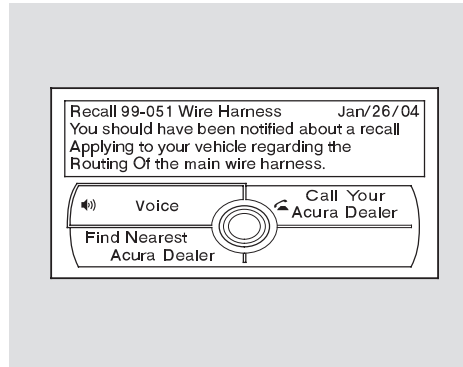 Recall 99-051 Wire Harness Jan/26/04
You should have been notified about a recall
Applying to your vehicle regarding the
Routing Of the main wire harness.
Voice
Call Your
Acura Dealer
Find Nearest
Acura Dealer